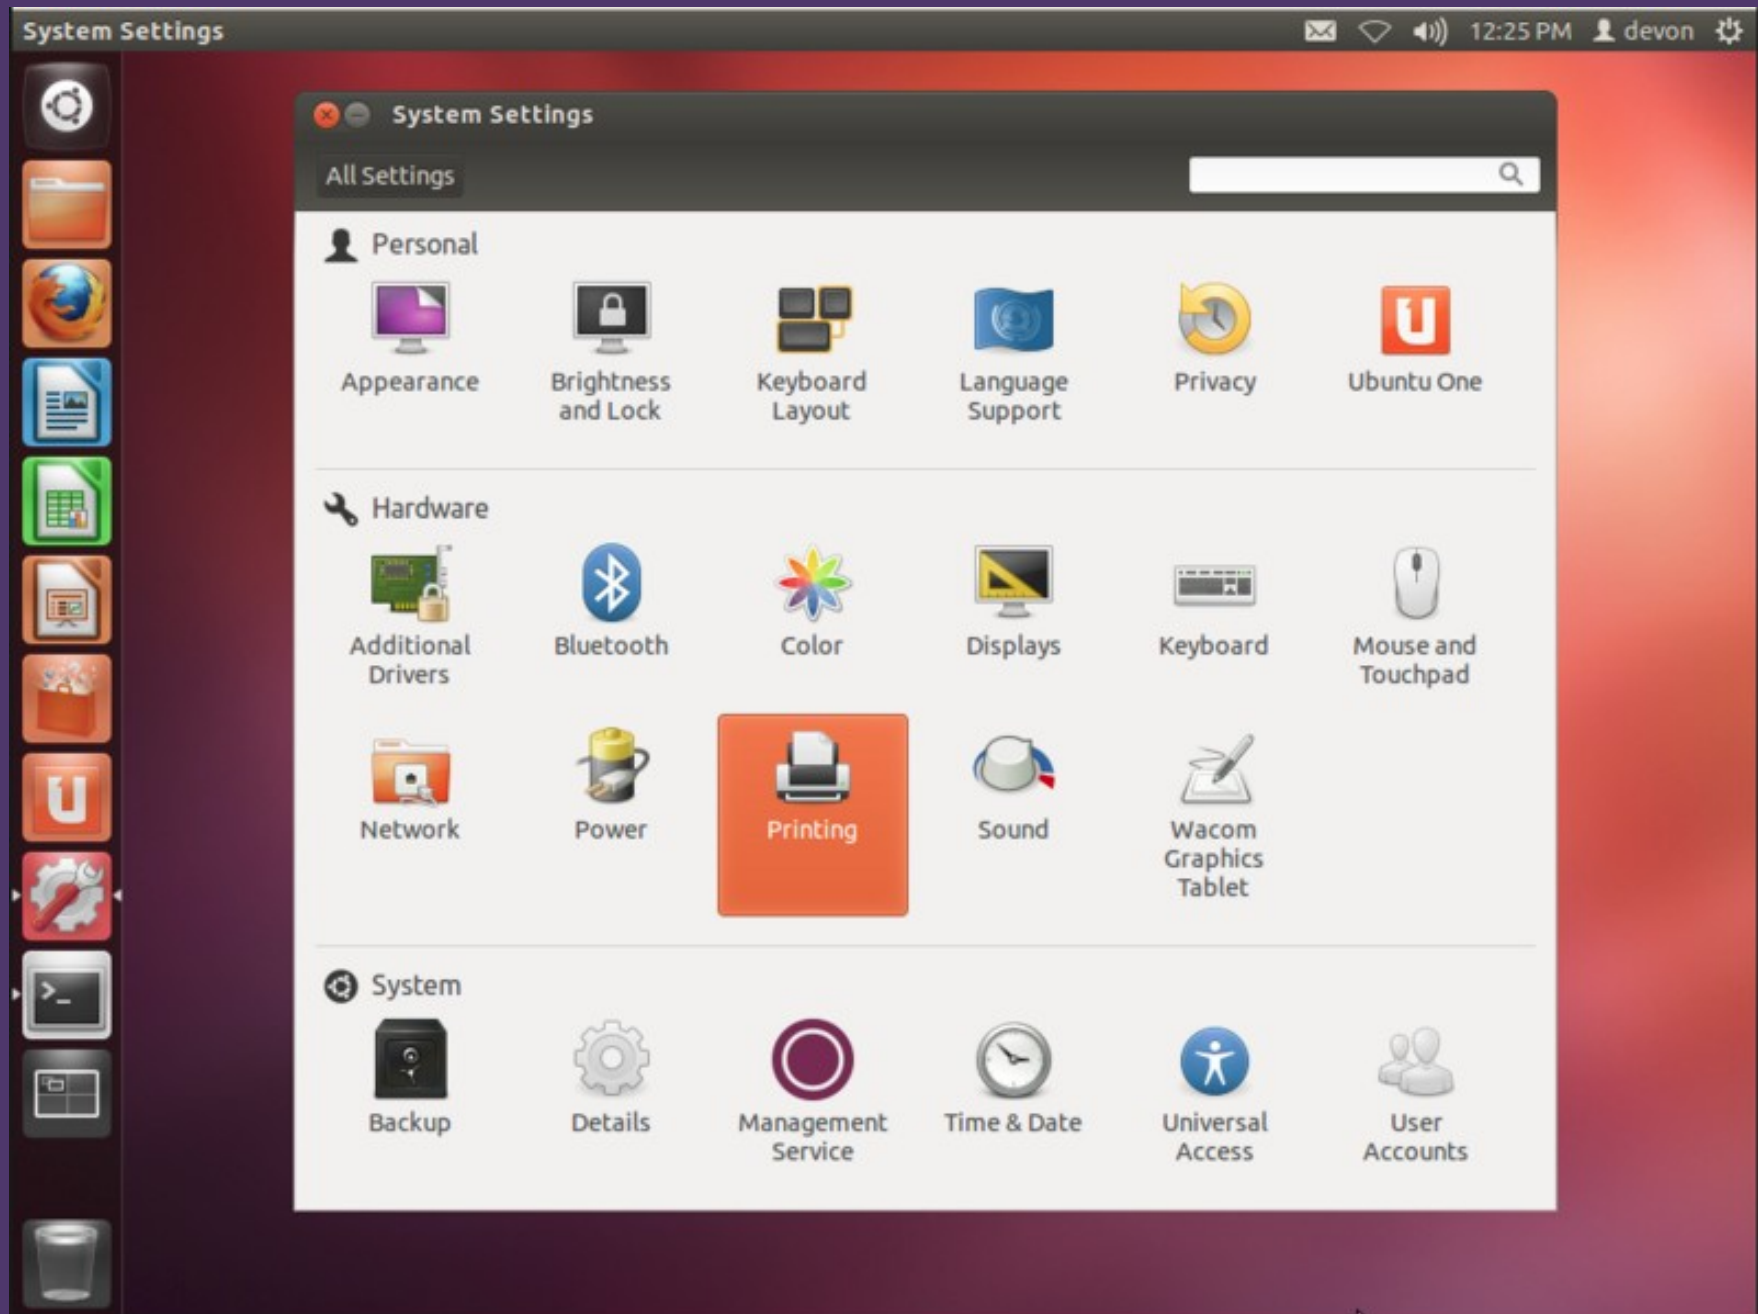 System Settings
12:25 PM devon
System Settings
All Settings
Personal
Appearance
Brightness
and Lock
Keyboard
Layout
Language
Support
Privacy
Ubuntu One
Hardware
Additional
Drivers
Bluetooth
Color
Displays
Keyboard
Mouse and
Touchpad
Network
Power
Printing
Sound
Wacom
Graphics
Tablet
System
Backup
Details
Management
Service
Time & Date
Universal
Access
User
Accounts